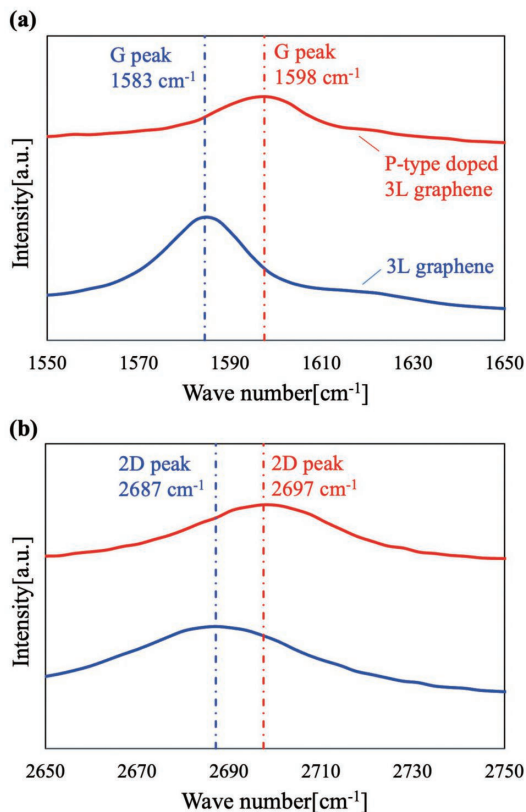 (a)
G peak
1583 cm⁻¹
G peak
1598 cm⁻¹
P-type doped
3L graphene
3L graphene
Intensity[a.u.]
1550 1570 1590 1610 1630 1650
Wave number[cm⁻¹]
(b)
2D peak
2687 cm⁻¹
2D peak
2697 cm⁻¹
Intensity[a.u.]
2650 2670 2690 2710 2730 2750
Wave number[cm⁻¹]